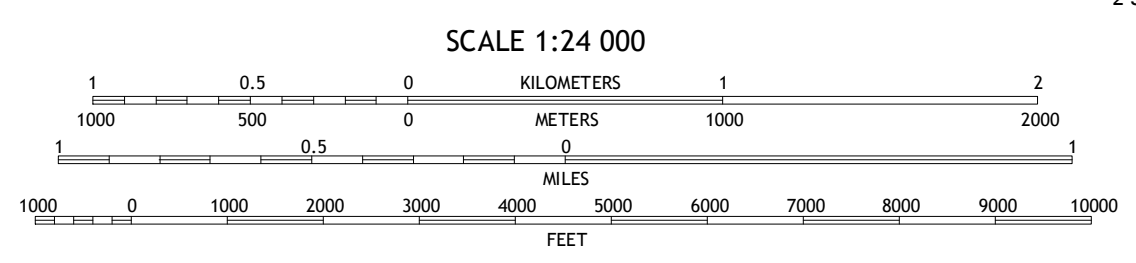 SCALE 1:24 000
1 0.5 0 KILOMETERS 1 2
1000 500 0 METERS 1000 2000
1 0.5 0 1
MILES
1000 0 1000 2000 3000 4000 5000 6000 7000 8000 9000 10000
FEET